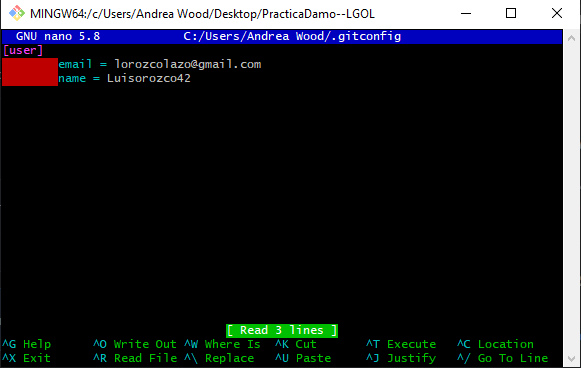 MINGW64:/c/Users/Andrea Wood/Desktop/PracticaDamo--LGOL
GNU nano 5.8 C:/Users/Andrea Wood/.gitconfig
[user]
email = lorozcolazo@gmail.com
name = Luisorozco42
[ Read 3 lines ]
^G Help ^O Write Out ^W Where Is ^K Cut ^T Execute ^C Location
^X Exit ^R Read File ^\ Replace ^U Paste ^J Justify ^/ Go To Line